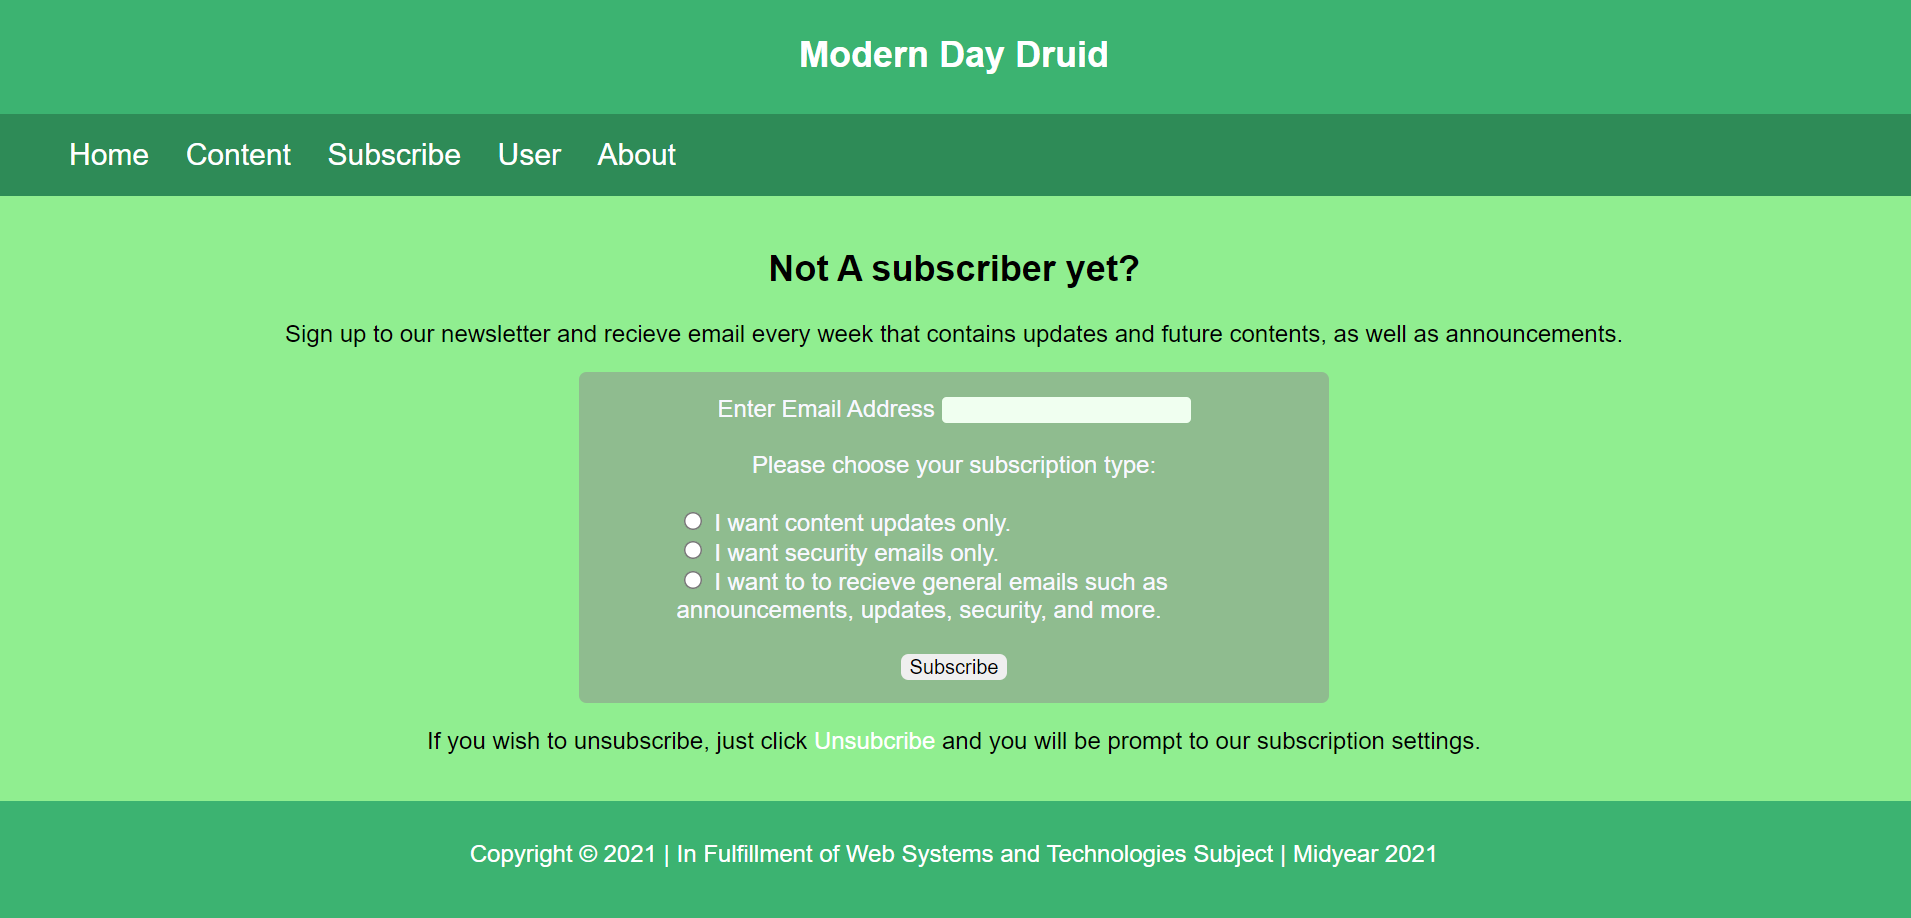 Modern Day Druid
Home Content Subscribe User About
Not A subscriber yet?
Sign up to our newsletter and recieve email every week that contains updates and future contents, as well as announcements.
Enter Email Address
Please choose your subscription type:
I want content updates only.
I want security emails only.
I want to to recieve general emails such as
announcements, updates, security, and more.
Subscribe
If you wish to unsubscribe, just click Unsubcribe and you will be prompt to our subscription settings.
Copyright © 2021 | In Fulfillment of Web Systems and Technologies Subject | Midyear 2021